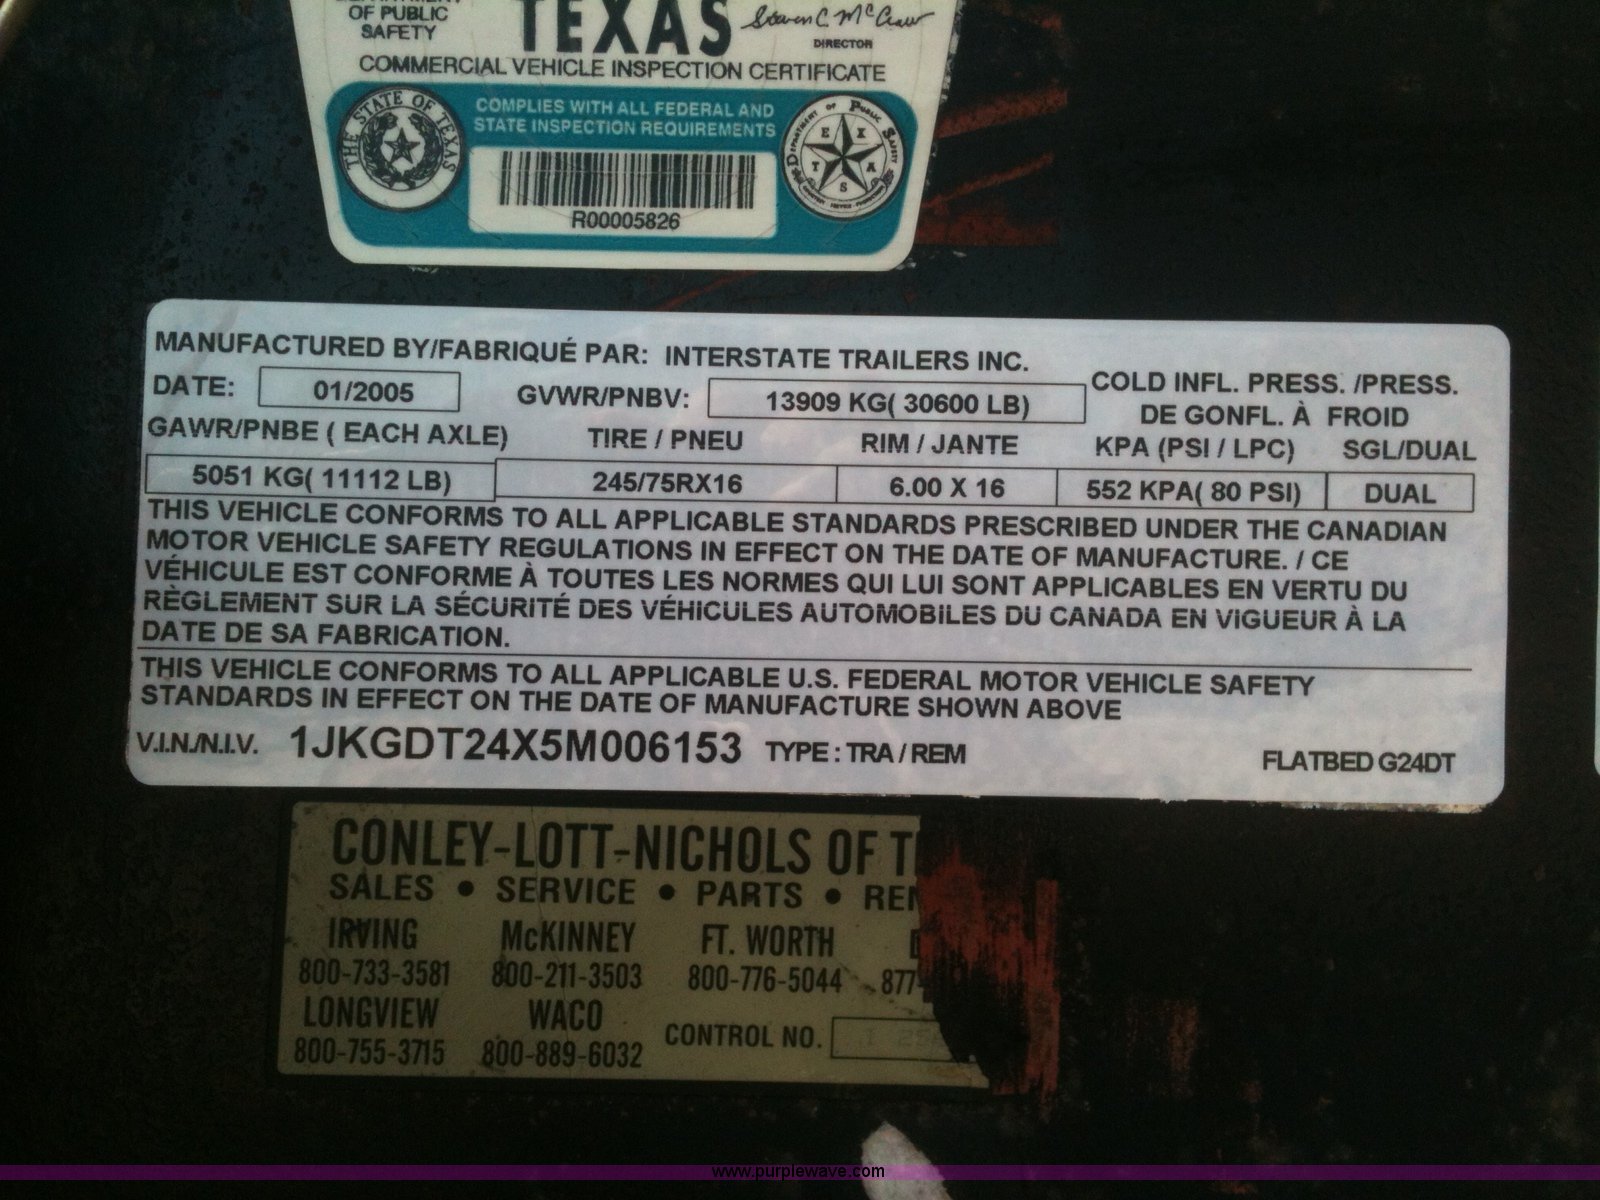 OF PUBLIC
SAFETY
TEXAS
Steven C. McCraw
DIRECTOR
COMMERCIAL VEHICLE INSPECTION CERTIFICATE
THE STATE OF TEXAS
COMPLIES WITH ALL FEDERAL AND
STATE INSPECTION REQUIREMENTS
R00005826
DEPARTMENT OF PUBLIC SAFETY
TEXAS
MANUFACTURED BY/FABRIQUÉ PAR: INTERSTATE TRAILERS INC.
DATE: 01/2005 GVWR/PNBV: 13909 KG( 30600 LB)
COLD INFL. PRESS. /PRESS.
DE GONFL. À FROID
GAWR/PNBE ( EACH AXLE) TIRE / PNEU RIM / JANTE KPA (PSI / LPC) SGL/DUAL
5051 KG( 11112 LB) 245/75RX16 6.00 X 16 552 KPA( 80 PSI) DUAL
THIS VEHICLE CONFORMS TO ALL APPLICABLE STANDARDS PRESCRIBED UNDER THE CANADIAN
MOTOR VEHICLE SAFETY REGULATIONS IN EFFECT ON THE DATE OF MANUFACTURE. / CE
VÉHICULE EST CONFORME À TOUTES LES NORMES QUI LUI SONT APPLICABLES EN VERTU DU
RÈGLEMENT SUR LA SÉCURITÉ DES VÉHICULES AUTOMOBILES DU CANADA EN VIGUEUR À LA
DATE DE SA FABRICATION.
THIS VEHICLE CONFORMS TO ALL APPLICABLE U.S. FEDERAL MOTOR VEHICLE SAFETY
STANDARDS IN EFFECT ON THE DATE OF MANUFACTURE SHOWN ABOVE
V.I.N./N.I.V. 1JKGDT24X5M006153 TYPE : TRA / REM FLATBED G24DT
CONLEY-LOTT-NICHOLS OF T
SALES • SERVICE • PARTS • REN
IRVING McKINNEY FT. WORTH D
800-733-3581 800-211-3503 800-776-5044 877-
LONGVIEW WACO
800-755-3715 800-889-6032
CONTROL NO.
www.purplewave.com